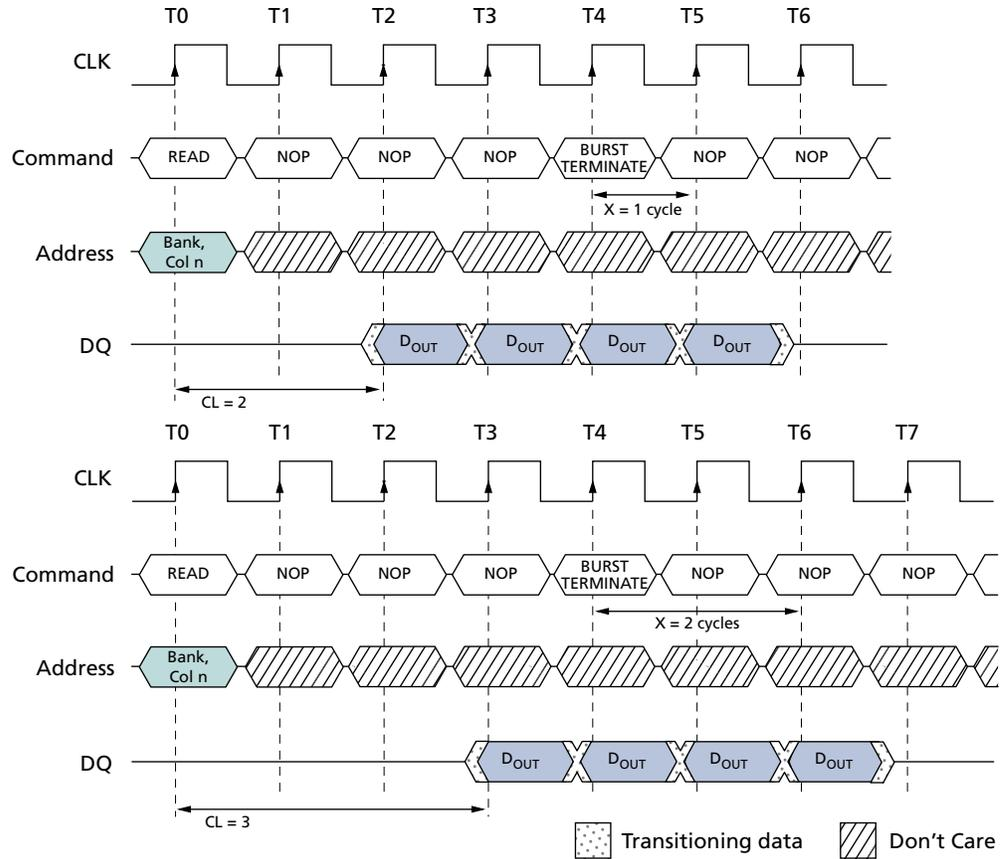 T0 T1 T2 T3 T4 T5 T6
CLK
Command READ NOP NOP NOP BURST TERMINATE NOP NOP
X = 1 cycle
Address Bank, Col n
DQ DOUT DOUT DOUT DOUT
CL = 2
T0 T1 T2 T3 T4 T5 T6 T7
CLK
Command READ NOP NOP NOP BURST TERMINATE NOP NOP NOP
X = 2 cycles
Address Bank, Col n
DQ DOUT DOUT DOUT DOUT
CL = 3
Transitioning data Don't Care